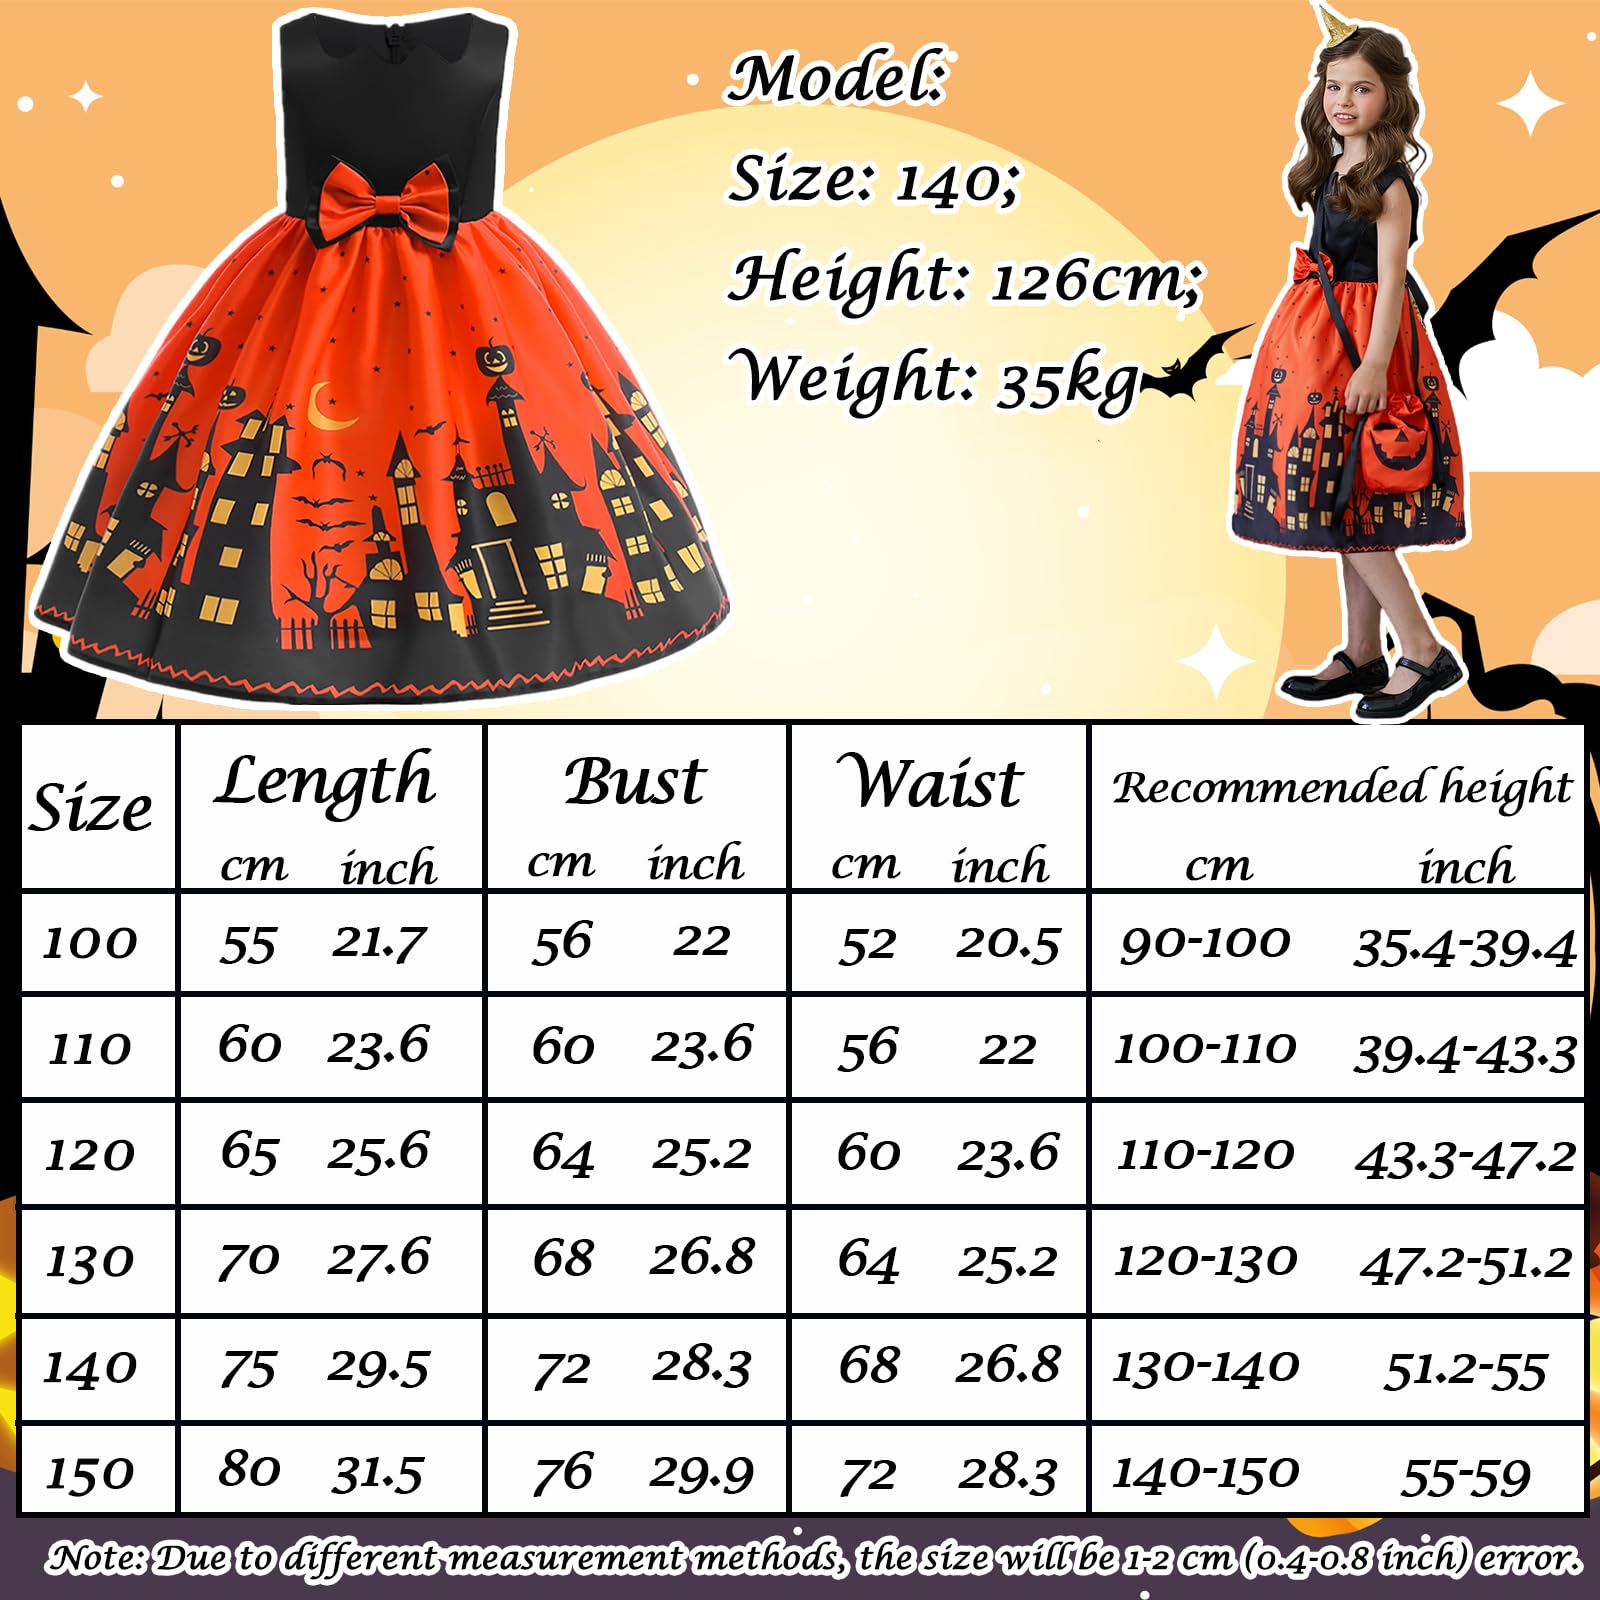 Model:
Size: 140;
Height: 126cm;
Weight: 35kg
Size Length Bust Waist Recommended height
cm inch cm inch cm inch cm inch
100 55 21.7 56 22 52 20.5 90-100 35.4-39.4
110 60 23.6 60 23.6 56 22 100-110 39.4-43.3
120 65 25.6 64 25.2 60 23.6 110-120 43.3-47.2
130 70 27.6 68 26.8 64 25.2 120-130 47.2-51.2
140 75 29.5 72 28.3 68 26.8 130-140 51.2-55
150 80 31.5 76 29.9 72 28.3 140-150 55-59
Note: Due to different measurement methods, the size will be 1-2 cm (0.4-0.8 inch) error.